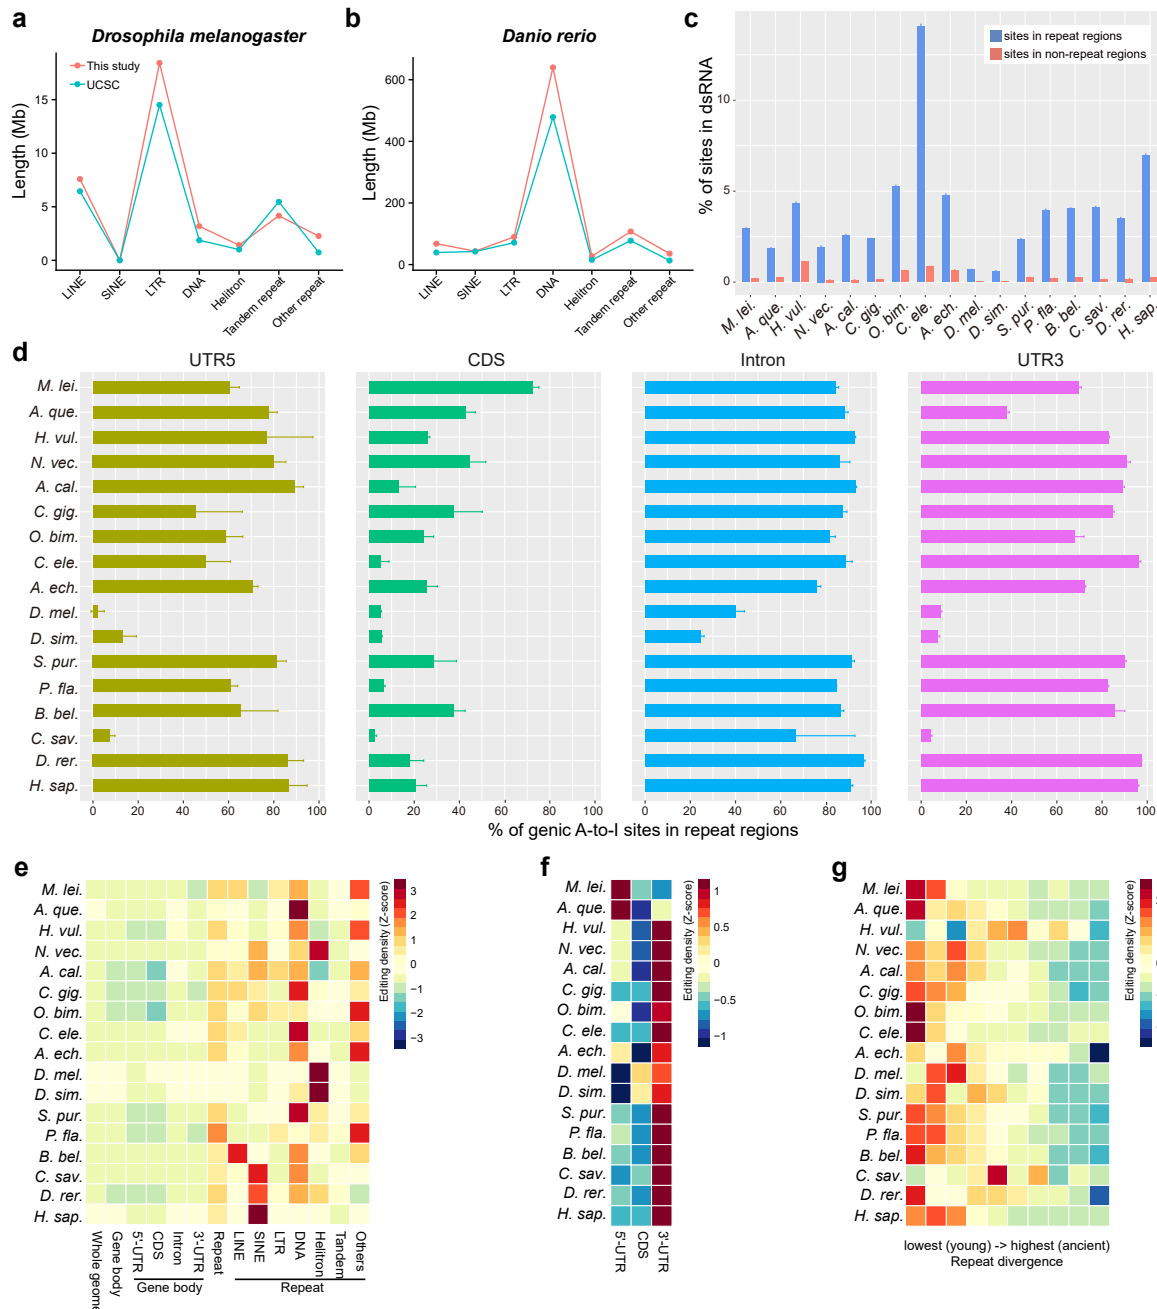 a
Drosophila melanogaster
Length (Mb)
15
10
5
0
This study
UCSC
LINE
SINE
LTR
DNA
Helitron
Tandem repeat
Other repeat
b
Danio rerio
Length (Mb)
600
400
200
0
LINE
SINE
LTR
DNA
Helitron
Tandem repeat
Other repeat
c
% of sites in dsRNA
10
5
0
sites in repeat regions
sites in non-repeat regions
M. lei.
A. que.
H. vul.
N. vec.
A. cal.
C. gig.
O. bim.
C. ele.
A. ech.
D. mel.
D. sim.
S. pur.
P. fla.
B. bel.
C. sav.
D. rer.
H. sap.
d
UTR5 CDS Intron UTR3
M. lei.
A. que.
H. vul.
N. vec.
A. cal.
C. gig.
O. bim.
C. ele.
A. ech.
D. mel.
D. sim.
S. pur.
P. fla.
B. bel.
C. sav.
D. rer.
H. sap.
0 20 40 60 80 100 0 20 40 60 80 100 0 20 40 60 80 100 0 20 40 60 80 100
% of genic A-to-I sites in repeat regions
e
M. lei.
A. que.
H. vul.
N. vec.
A. cal.
C. gig.
O. bim.
C. ele.
A. ech.
D. mel.
D. sim.
S. pur.
P. fla.
B. bel.
C. sav.
D. rer.
H. sap.
3
2
1
0
−1
−2
−3
Editing density (Z-score)
Whole genome
Gene body
5'-UTR
CDS
Intron
3'-UTR
Repeat
LINE
SINE
LTR
DNA
Helitron
Tandem
Others
Gene body
Repeat
f
M. lei.
A. que.
H. vul.
N. vec.
A. cal.
C. gig.
O. bim.
C. ele.
A. ech.
D. mel.
D. sim.
S. pur.
P. fla.
B. bel.
C. sav.
D. rer.
H. sap.
1
0.5
0
−0.5
−1
Editing density (Z-score)
5'-UTR
CDS
3'-UTR
g
M. lei.
A. que.
H. vul.
N. vec.
A. cal.
C. gig.
O. bim.
C. ele.
A. ech.
D. mel.
D. sim.
S. pur.
P. fla.
B. bel.
C. sav.
D. rer.
H. sap.
Editing density (Z-score)
lowest (young) -> highest (ancient)
Repeat divergence